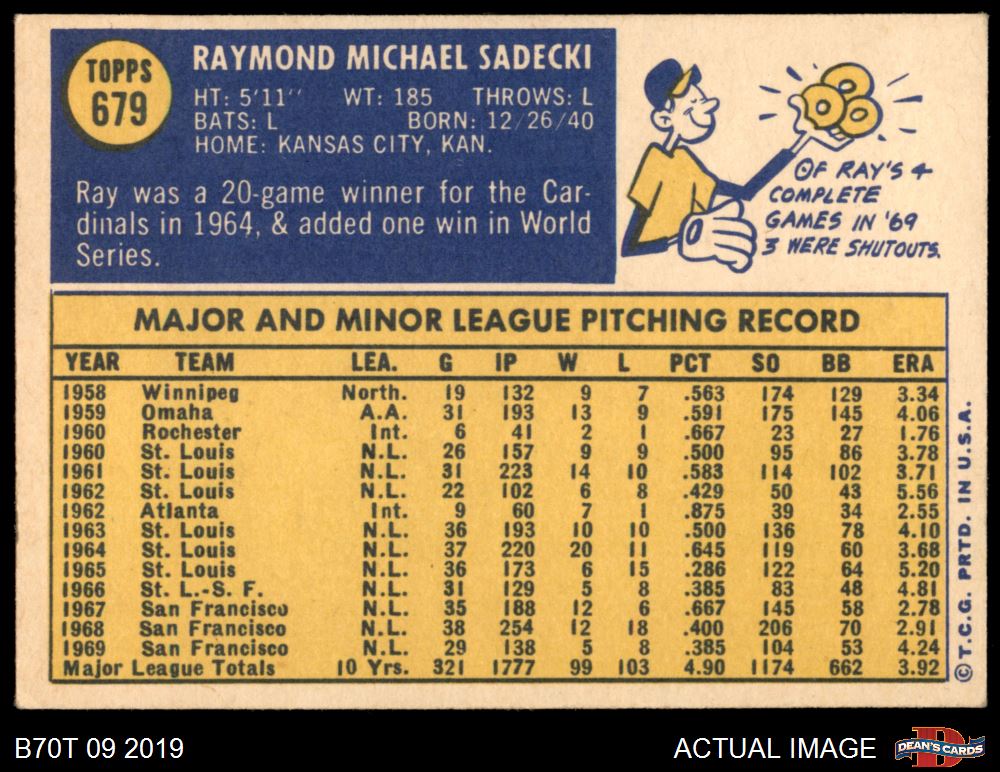 TOPPS
679
RAYMOND MICHAEL SADECKI
HT: 5'11" WT: 185 THROWS: L
BATS: L BORN: 12/26/40
HOME: KANSAS CITY, KAN.
Ray was a 20-game winner for the Car-
dinals in 1964, & added one win in World
Series.
OF RAY'S 4
COMPLETE
GAMES IN '69
3 WERE SHUTOUTS.
MAJOR AND MINOR LEAGUE PITCHING RECORD
YEAR TEAM LEA. G IP W L PCT SO BB ERA
1958 Winnipeg North. 19 132 9 7 .563 174 129 3.34
1959 Omaha A.A. 31 193 13 9 .591 175 145 4.06
1960 Rochester Int. 6 41 2 1 .667 23 27 1.76
1960 St. Louis N.L. 26 157 9 9 .500 95 86 3.78
1961 St. Louis N.L. 31 223 14 10 .583 114 102 3.71
1962 St. Louis N.L. 22 102 6 8 .429 50 43 5.56
1962 Atlanta Int. 9 60 7 1 .875 39 34 2.55
1963 St. Louis N.L. 36 193 10 10 .500 136 78 4.10
1964 St. Louis N.L. 37 220 20 11 .645 119 60 3.68
1965 St. Louis N.L. 36 173 6 15 .286 122 64 5.20
1966 St. L.-S. F. N.L. 31 129 5 8 .385 83 48 4.81
1967 San Francisco N.L. 35 188 12 6 .667 145 58 2.78
1968 San Francisco N.L. 38 254 12 18 .400 206 70 2.91
1969 San Francisco N.L. 29 138 5 8 .385 104 53 4.24
Major League Totals 10 Yrs. 321 1777 99 103 4.90 1174 662 3.92
© T.C.G. PRTD. IN U.S.A.
B70T 09 2019
ACTUAL IMAGE
DEAN'S CARDS